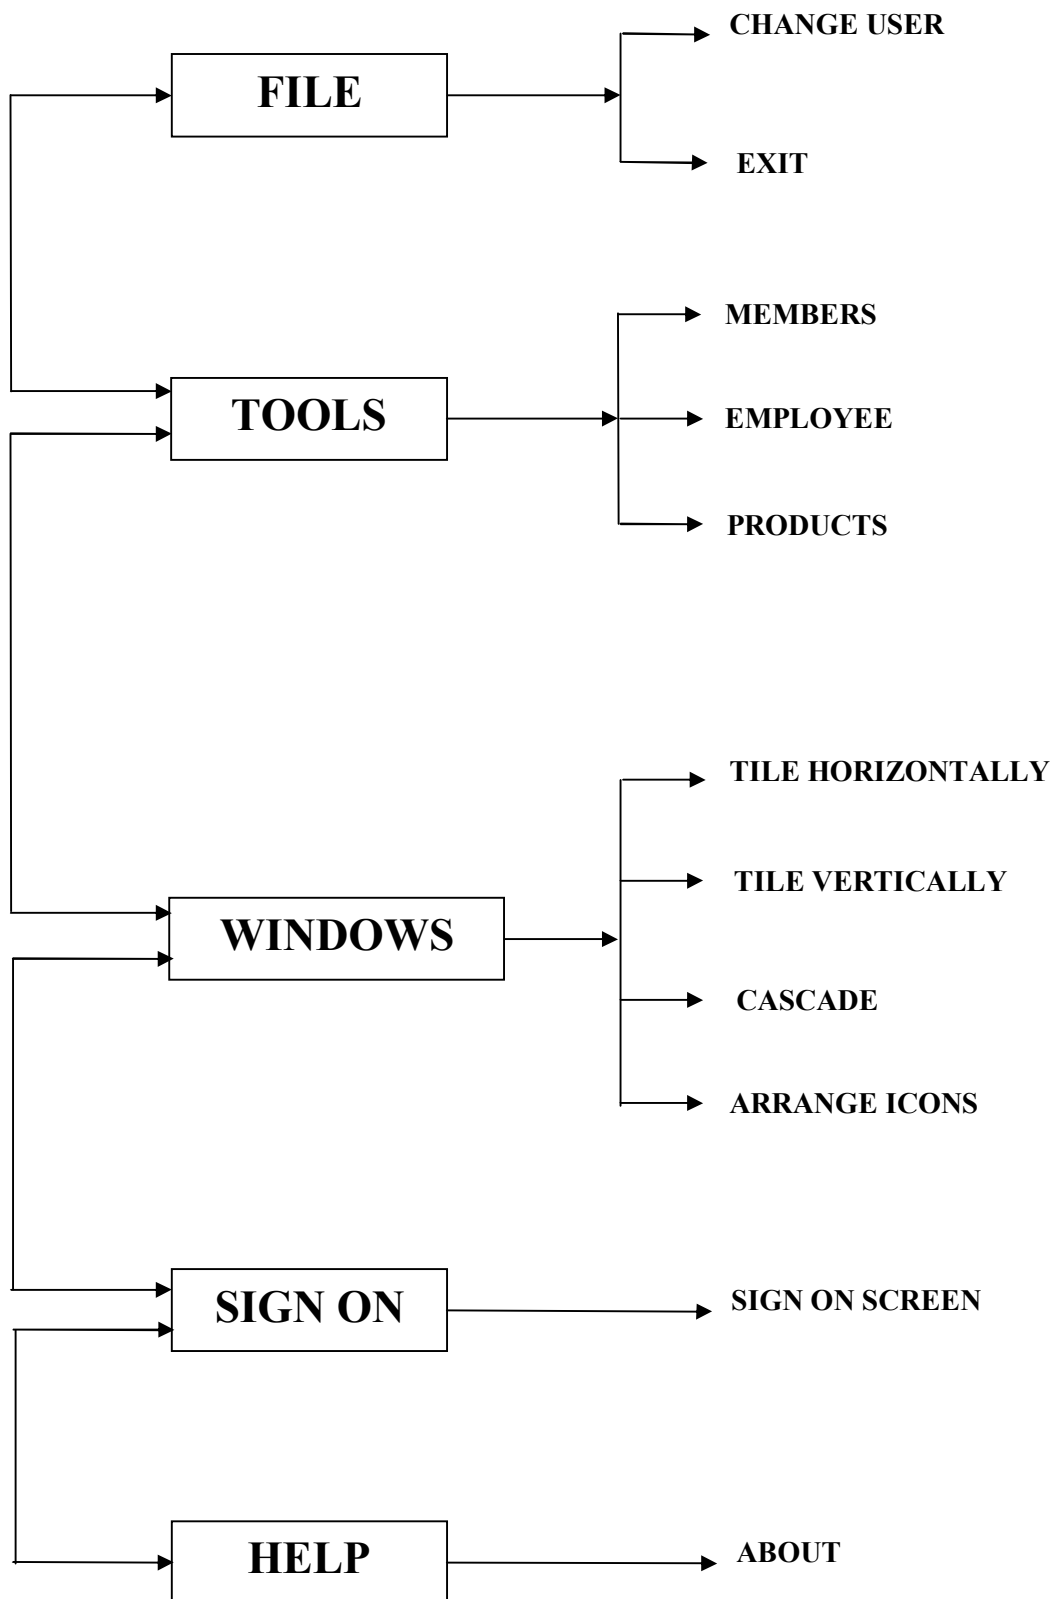 CHANGE USER
FILE
EXIT
MEMBERS
TOOLS
EMPLOYEE
PRODUCTS
TILE HORIZONTALLY
TILE VERTICALLY
WINDOWS
CASCADE
ARRANGE ICONS
SIGN ON
SIGN ON SCREEN
HELP
ABOUT